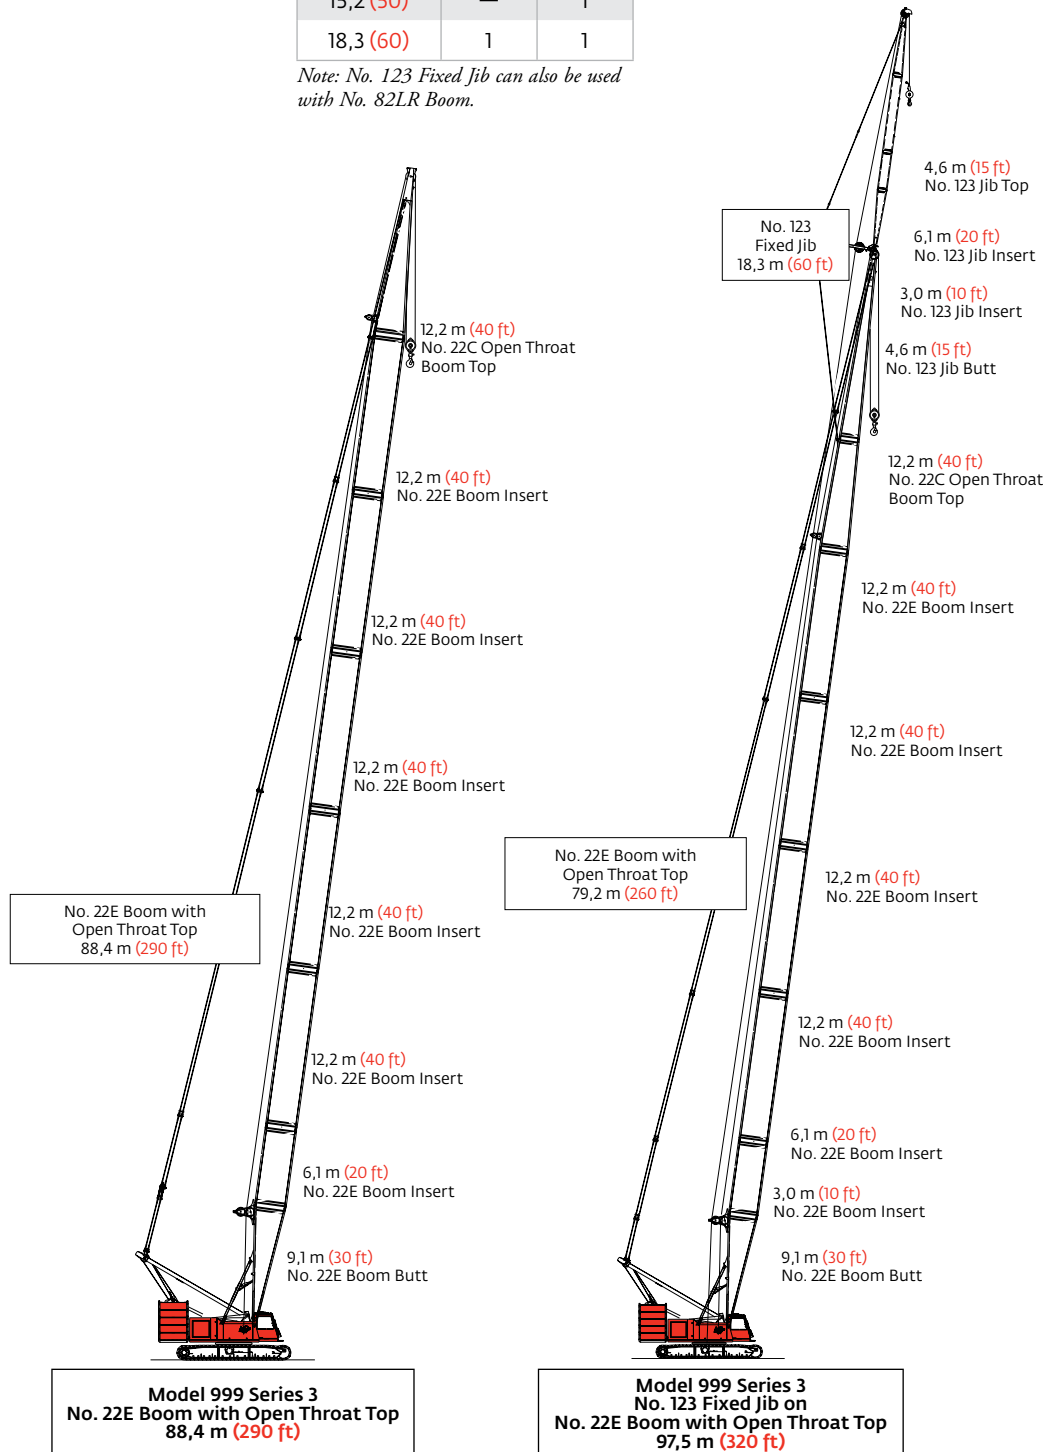 15,2 (50) — 1
18,3 (60) 1 1
Note: No. 123 Fixed Jib can also be used
with No. 82LR Boom.
12,2 m (40 ft)
No. 22C Open Throat
Boom Top
12,2 m (40 ft)
No. 22E Boom Insert
12,2 m (40 ft)
No. 22E Boom Insert
12,2 m (40 ft)
No. 22E Boom Insert
12,2 m (40 ft)
No. 22E Boom Insert
12,2 m (40 ft)
No. 22E Boom Insert
6,1 m (20 ft)
No. 22E Boom Insert
9,1 m (30 ft)
No. 22E Boom Butt
No. 22E Boom with
Open Throat Top
88,4 m (290 ft)
Model 999 Series 3
No. 22E Boom with Open Throat Top
88,4 m (290 ft)
4,6 m (15 ft)
No. 123 Jib Top
No. 123
Fixed Jib
18,3 m (60 ft)
6,1 m (20 ft)
No. 123 Jib Insert
3,0 m (10 ft)
No. 123 Jib Insert
4,6 m (15 ft)
No. 123 Jib Butt
12,2 m (40 ft)
No. 22C Open Throat
Boom Top
12,2 m (40 ft)
No. 22E Boom Insert
12,2 m (40 ft)
No. 22E Boom Insert
No. 22E Boom with
Open Throat Top
79,2 m (260 ft)
12,2 m (40 ft)
No. 22E Boom Insert
12,2 m (40 ft)
No. 22E Boom Insert
6,1 m (20 ft)
No. 22E Boom Insert
3,0 m (10 ft)
No. 22E Boom Insert
9,1 m (30 ft)
No. 22E Boom Butt
Model 999 Series 3
No. 123 Fixed Jib on
No. 22E Boom with Open Throat Top
97,5 m (320 ft)